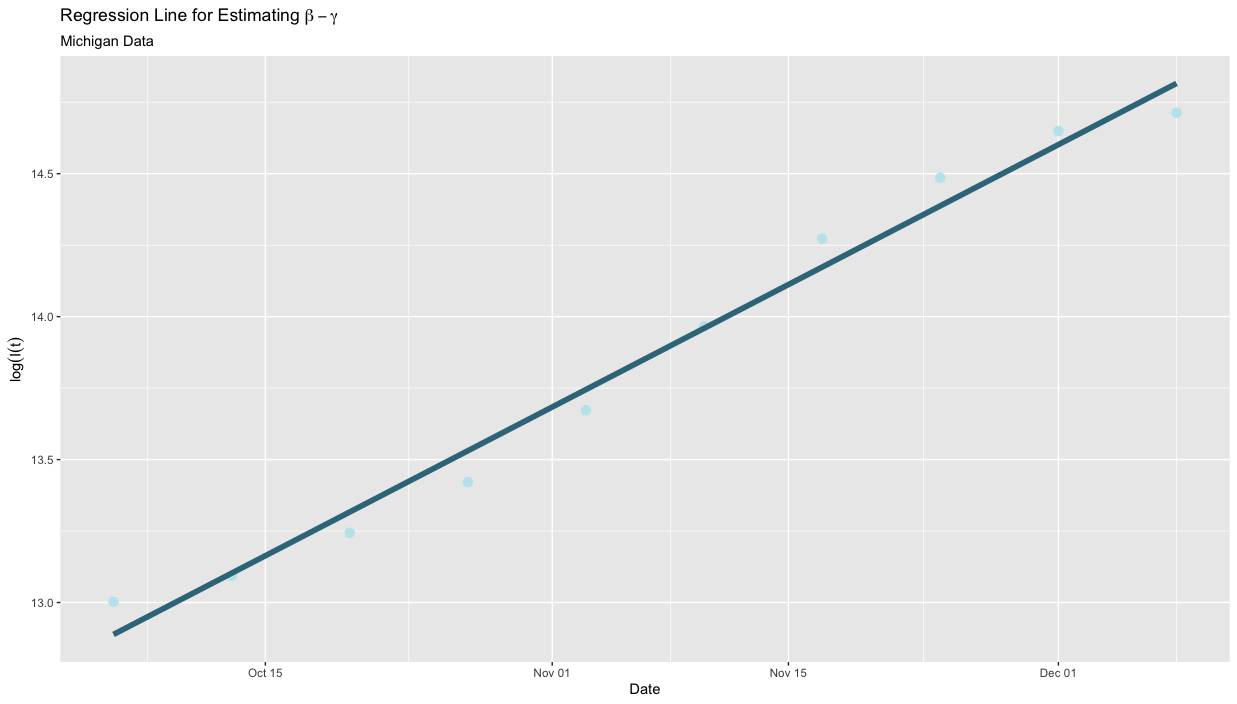 Regression Line for Estimating β − γ
Michigan Data
log(I(t)
14.5
14.0
13.5
13.0
Oct 15 Nov 01 Nov 15 Dec 01
Date